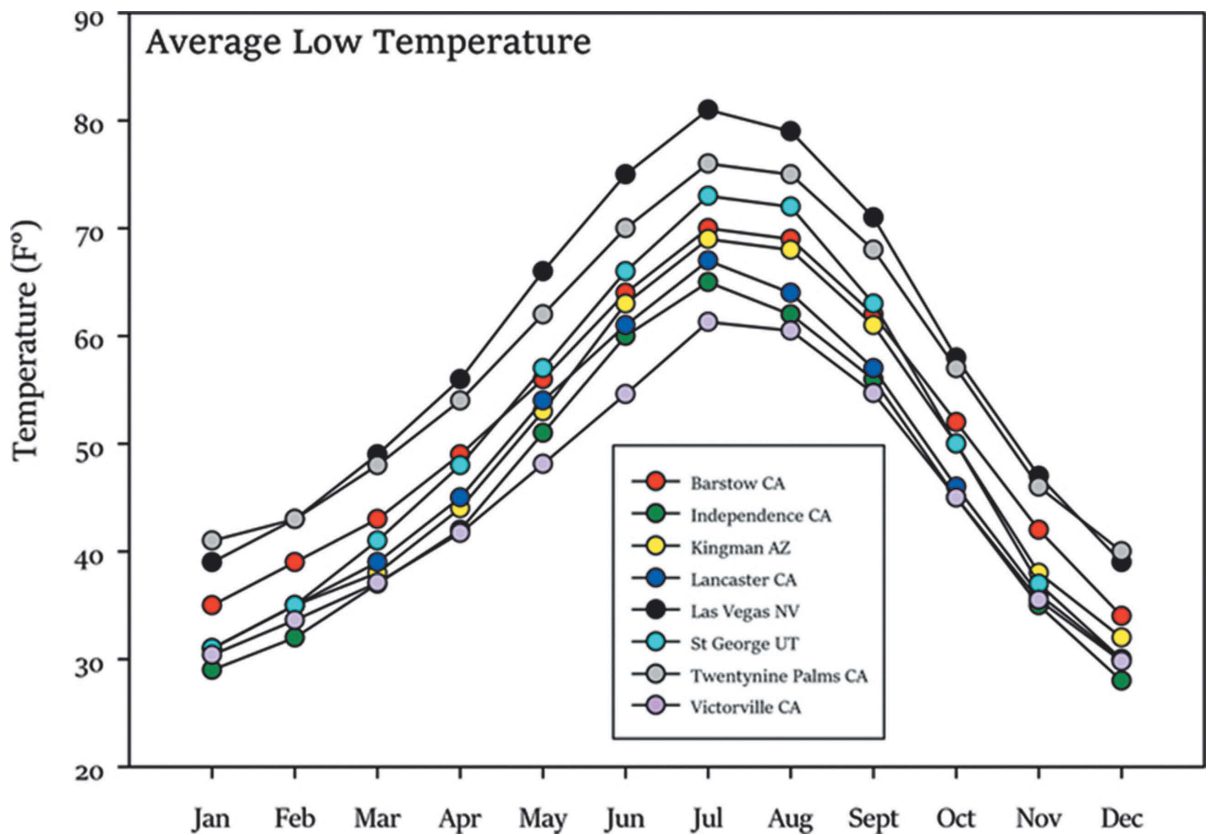 Average Low Temperature
90
80
70
60
50
40
30
20
Temperature (Fº)
Barstow CA
Independence CA
Kingman AZ
Lancaster CA
Las Vegas NV
St George UT
Twentynine Palms CA
Victorville CA
Jan Feb Mar Apr May Jun Jul Aug Sept Oct Nov Dec